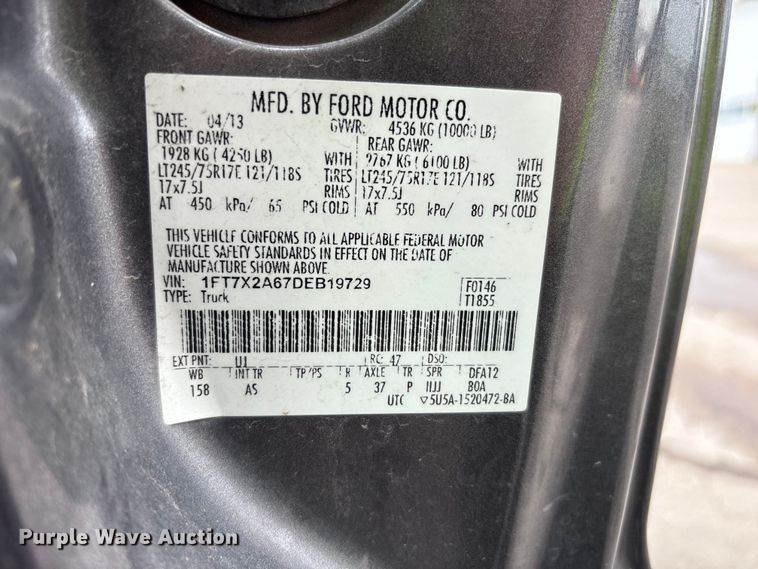 MFD. BY FORD MOTOR CO.
DATE: 04/13 GVWR: 4536 KG (10000 LB)
FRONT GAWR: REAR GAWR:
1928 KG (4250 LB) WITH 2767 KG (6100 LB) WITH
LT245/75R17E 121/118S TIRES LT245/75R17E 121/118S TIRES
17x7.5J RIMS 17x7.5J RIMS
AT 450 kPa/ 65 PSI COLD AT 550 kPa/ 80 PSI COLD
THIS VEHICLE CONFORMS TO ALL APPLICABLE FEDERAL MOTOR
VEHICLE SAFETY STANDARDS IN EFFECT ON THE DATE OF
MANUFACTURE SHOWN ABOVE.
VIN: 1FT7X2A67DEB19729 F0146
TYPE: Truck T1855
EXT PNT: UJ RC: 47 DSO:
WB INT TR TP/PS R AXLE TR SPR DFA12
158 AS 5 37 P
UTC ▽5U5A-1520472-BA
Purple Wave Auction